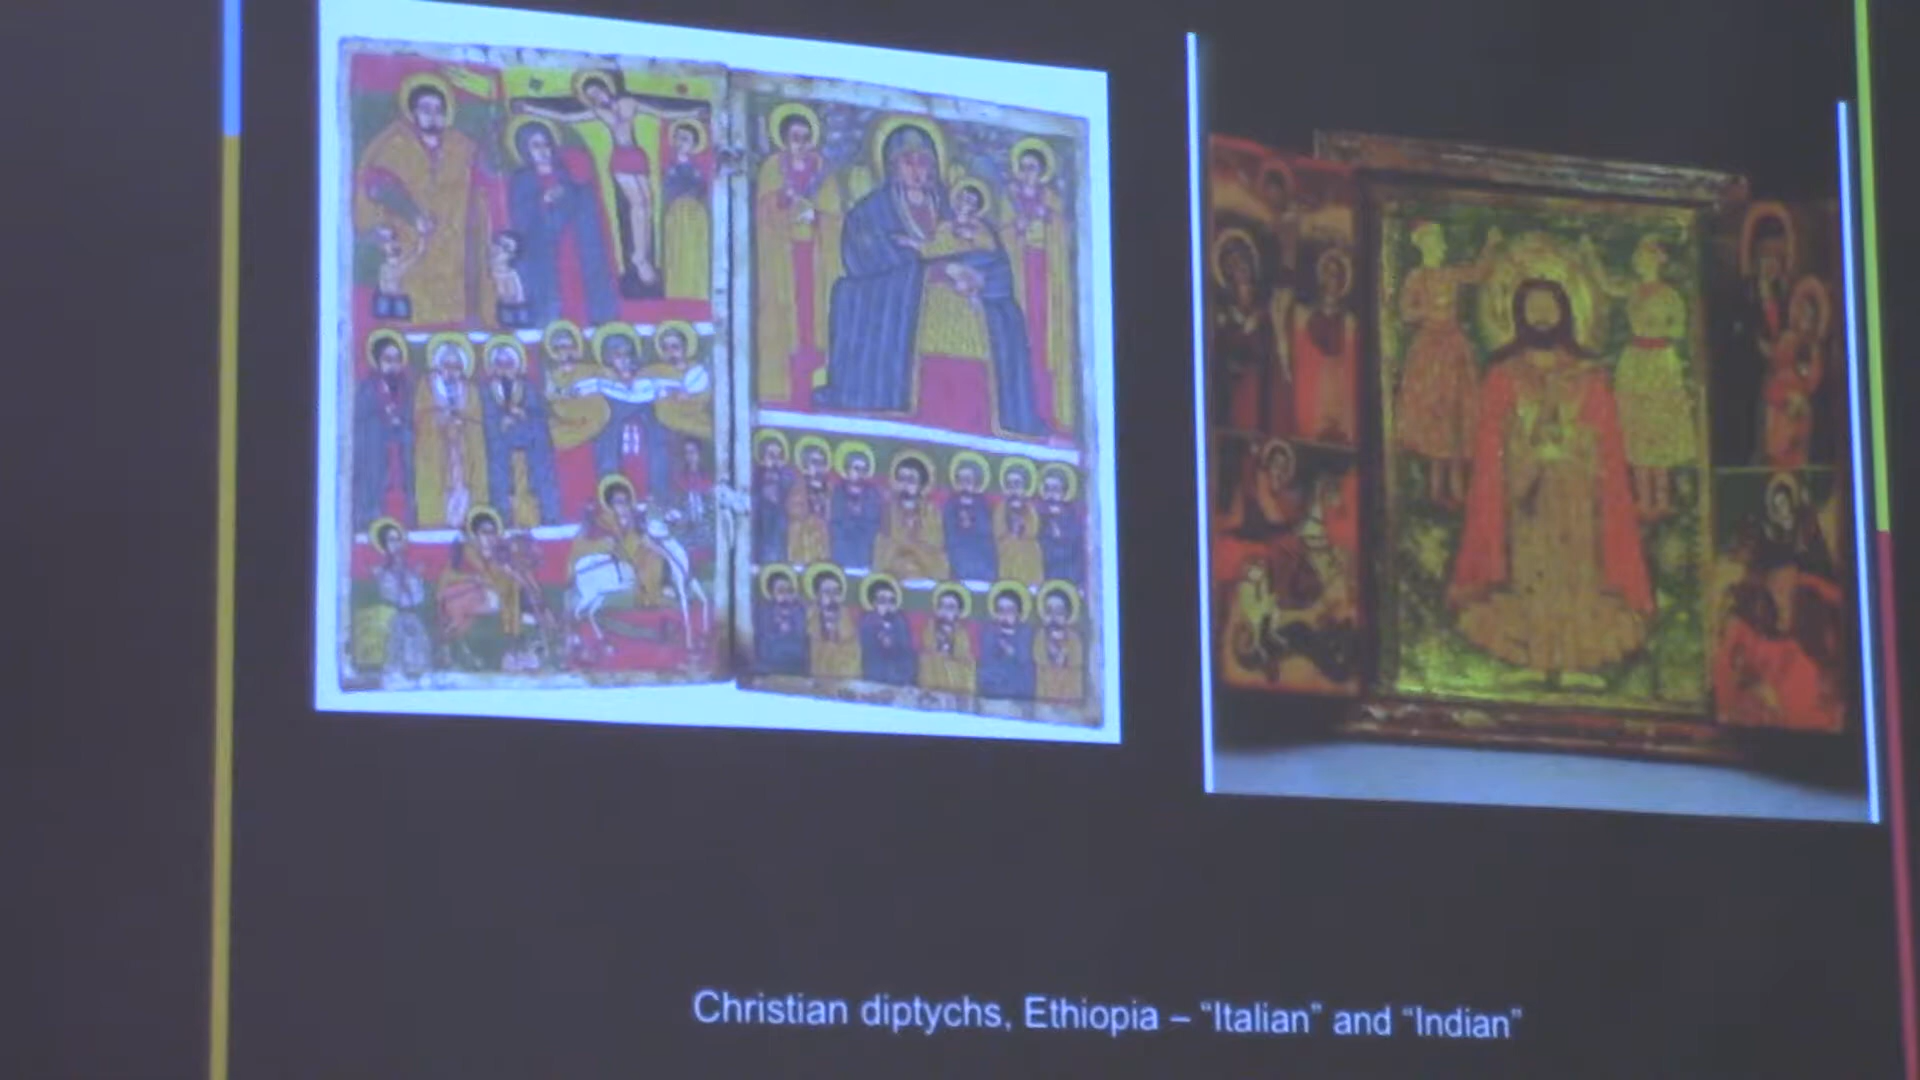 Christian diptychs, Ethiopia – “Italian” and “Indian”